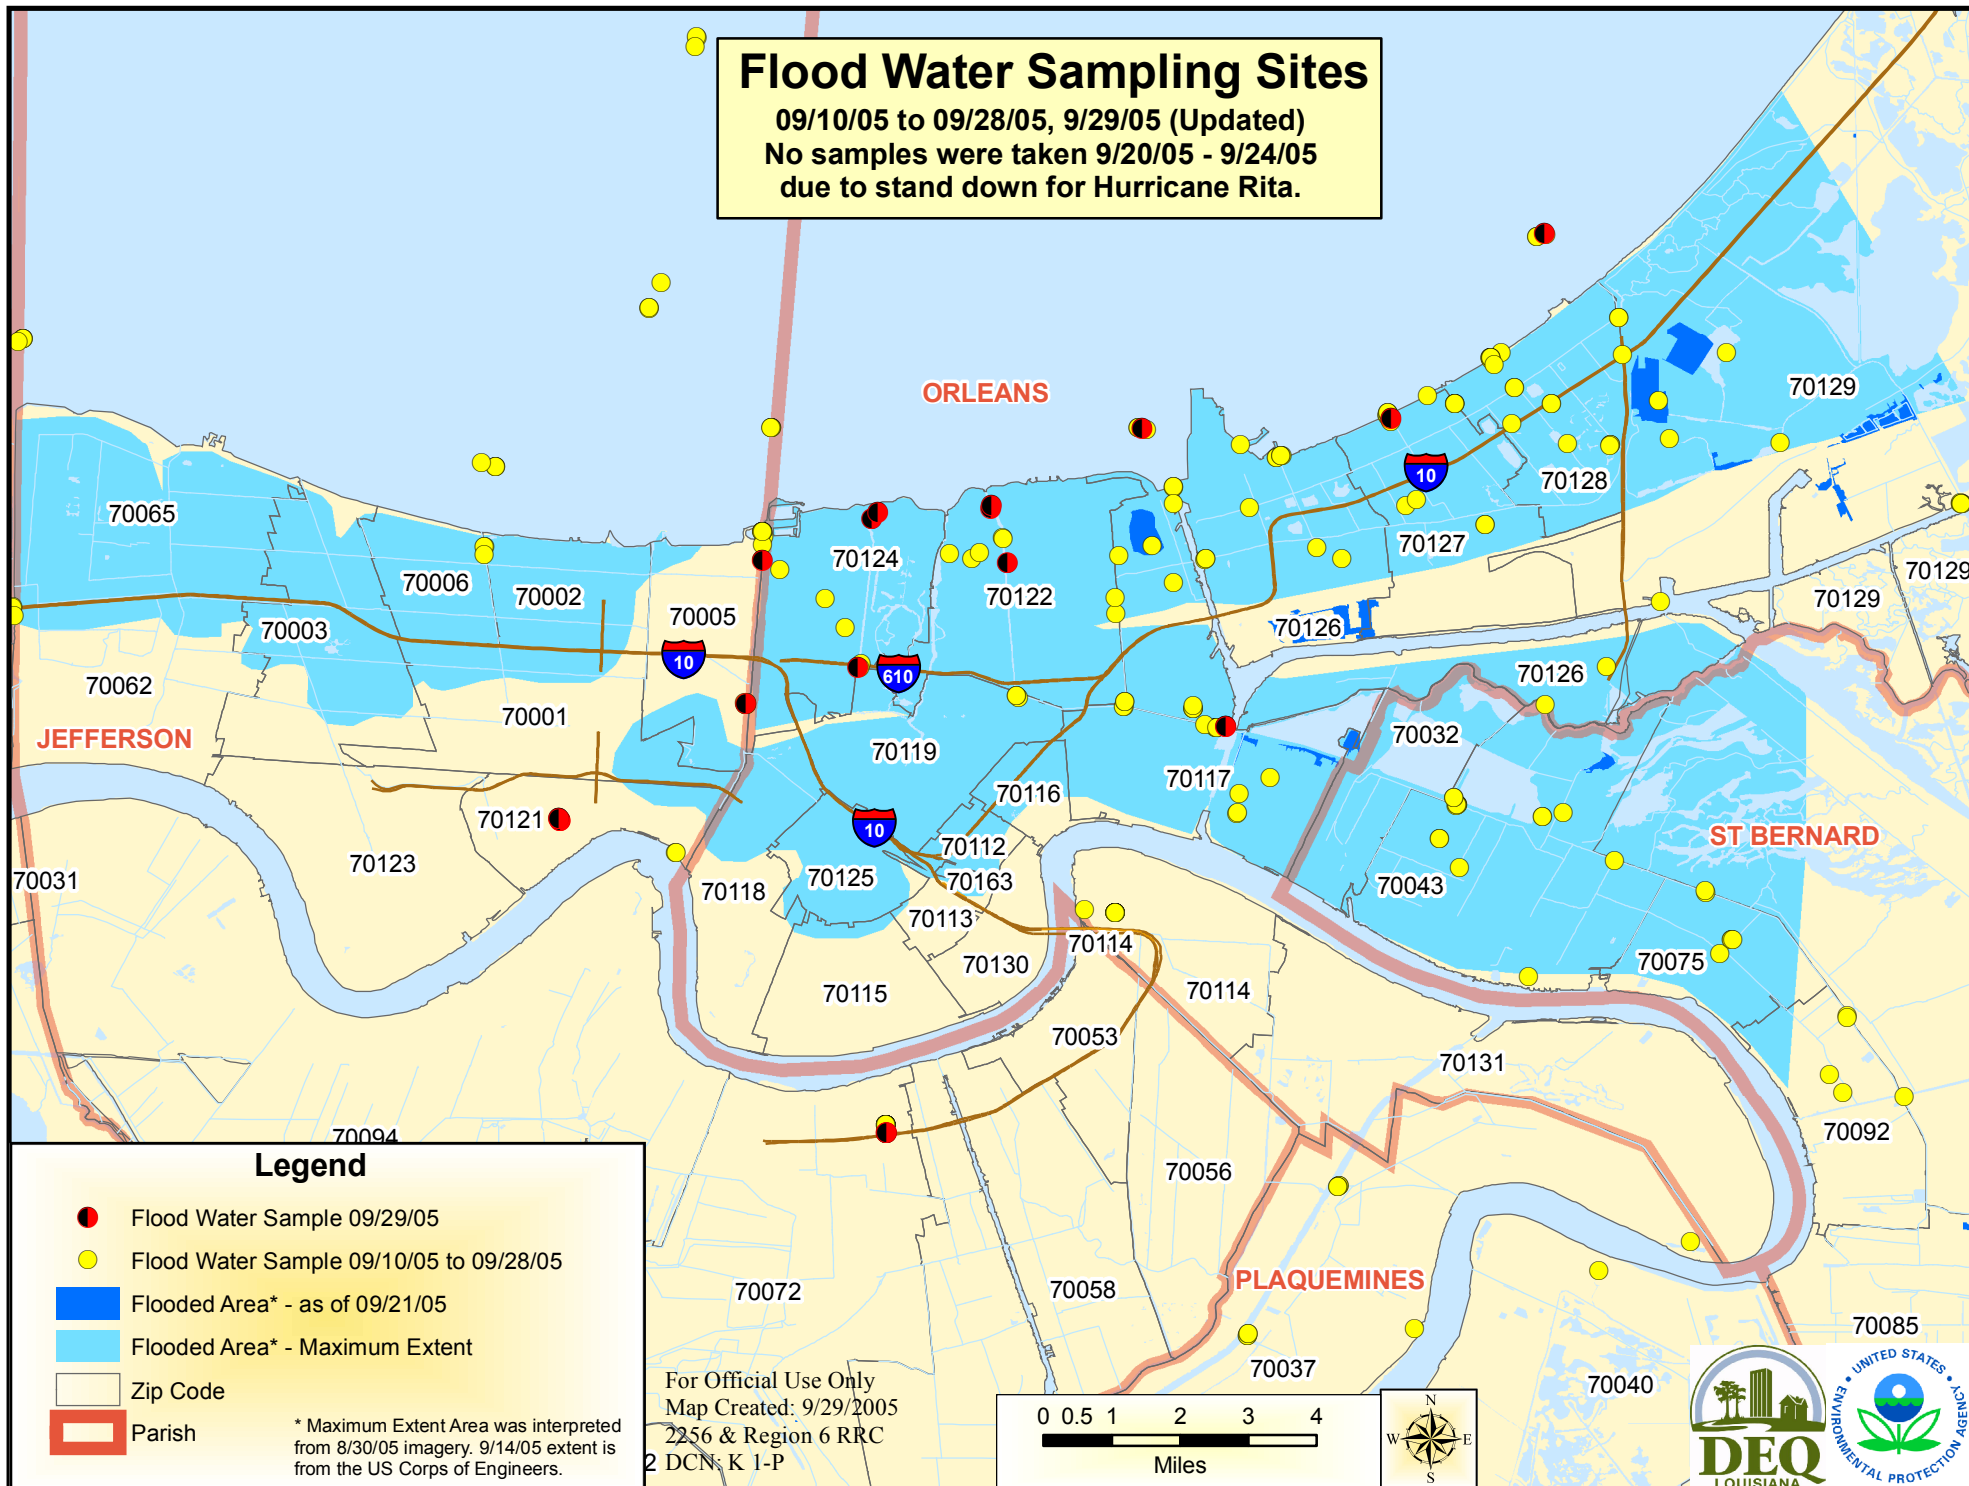 Flood Water Sampling Sites
09/10/05 to 09/28/05, 9/29/05 (Updated)
No samples were taken 9/20/05 - 9/24/05
due to stand down for Hurricane Rita.
ORLEANS
70129
70065
70128
70127
70124
70006
70002
70122
70005
70129
70129
70003
70126
10
10
610
70062
70126
70001
JEFFERSON
70119
70032
70117
70116
70121
10
70112
ST BERNARD
70123
70031
70118
70125
70163
70043
70113
70114
70130
70075
70115
70114
70053
70131
70094
70092
70056
70072
70058
PLAQUEMINES
70085
70037
70040
Legend
Flood Water Sample 09/29/05
Flood Water Sample 09/10/05 to 09/28/05
Flooded Area* - as of 09/21/05
Flooded Area* - Maximum Extent
Zip Code
Parish
* Maximum Extent Area was interpreted
from 8/30/05 imagery. 9/14/05 extent is
from the US Corps of Engineers.
For Official Use Only
Map Created: 9/29/2005
2256 & Region 6 RRC
2 DCN: K 1-P
0 0.5 1 2 3 4
Miles
N
W E
S
DEQ
LOUISIANA
UNITED STATES
ENVIRONMENTAL PROTECTION AGENCY